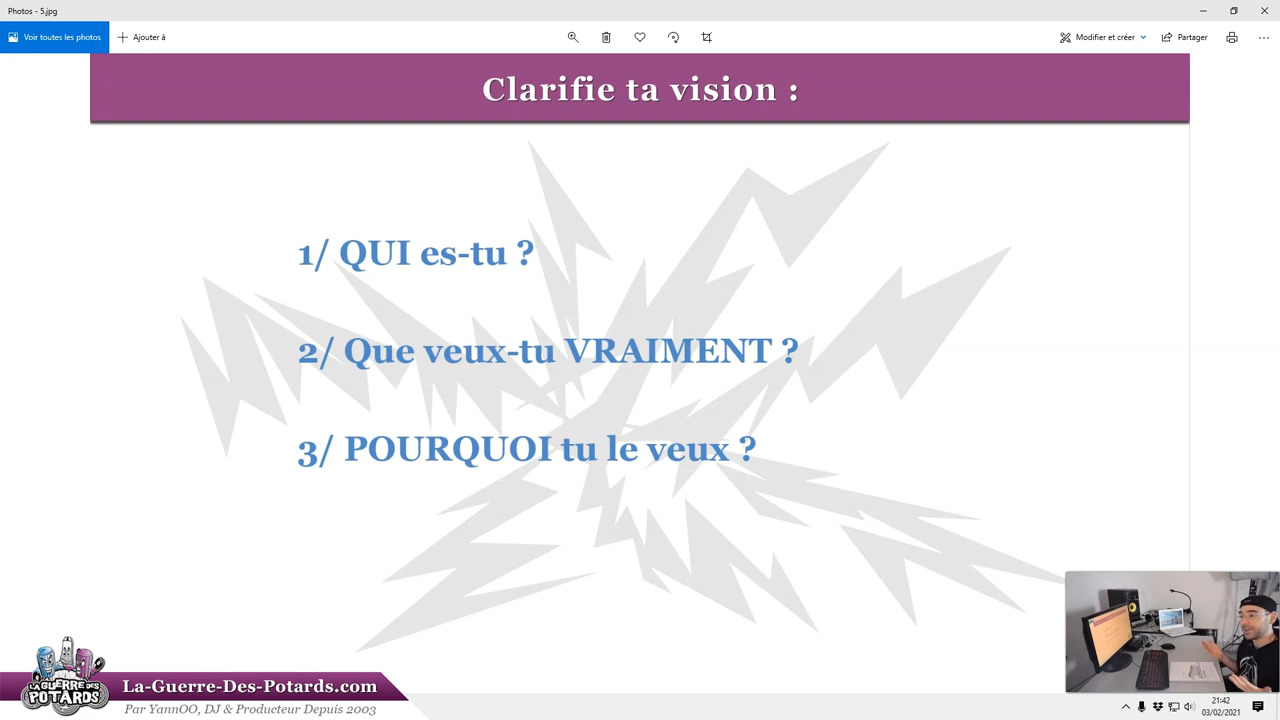 Photos - 5.jpg
Voir toutes les photos
Ajouter à
Modifier et créer
Partager
Clarifie ta vision :
1/ QUI es-tu ?
2/ Que veux-tu VRAIMENT ?
3/ POURQUOI tu le veux ?
LA GUERRE DES
POTARDS
La-Guerre-Des-Potards.com
Par YannOO, DJ & Producteur Depuis 2003
21:42
03/02/2021